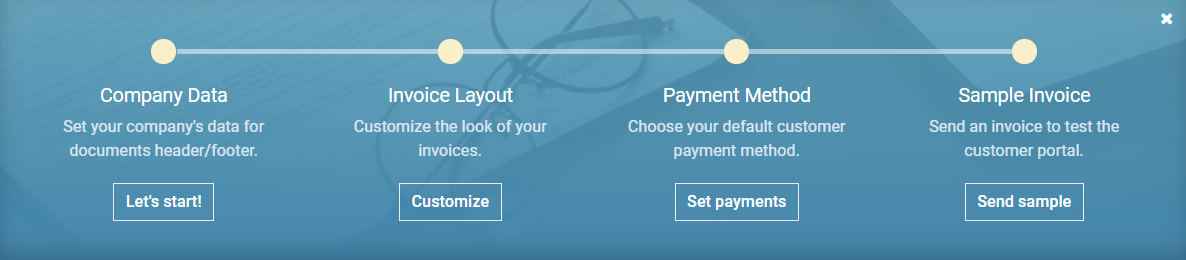 Company Data
Set your company's data for
documents header/footer.
Let's start!
Invoice Layout
Customize the look of your
invoices.
Customize
Payment Method
Choose your default customer
payment method.
Set payments
Sample Invoice
Send an invoice to test the
customer portal.
Send sample